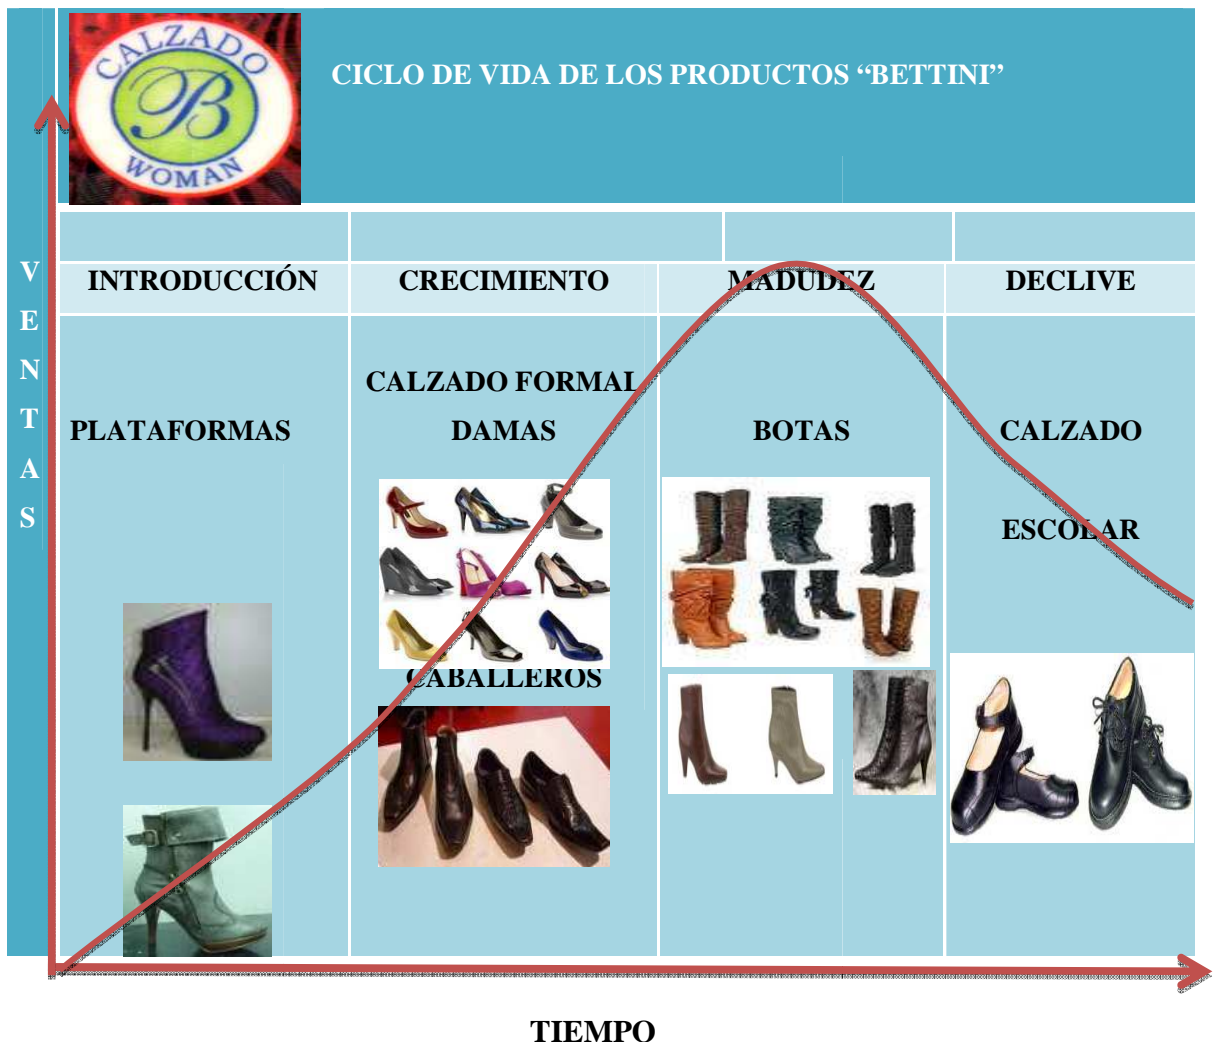 CALZADO
B
WOMAN
CICLO DE VIDA DE LOS PRODUCTOS “BETTINI”
VENTAS
INTRODUCCIÓN
CRECIMIENTO
MADUDEZ
DECLIVE
PLATAFORMAS
CALZADO FORMAL
DAMAS
CABALLEROS
BOTAS
CALZADO
ESCOLAR
TIEMPO